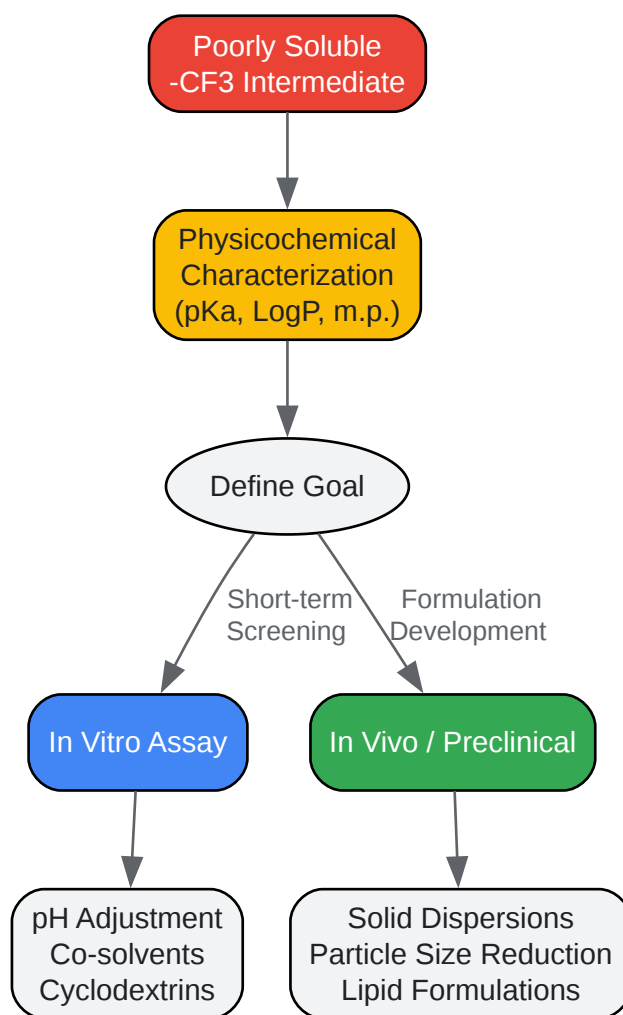 Poorly Soluble
-CF3 Intermediate
Physicochemical
Characterization
(pKa, LogP, m.p.)
Define Goal
Short-term
Screening
Formulation
Development
In Vitro Assay
In Vivo / Preclinical
pH Adjustment
Co-solvents
Cyclodextrins
Solid Dispersions
Particle Size Reduction
Lipid Formulations